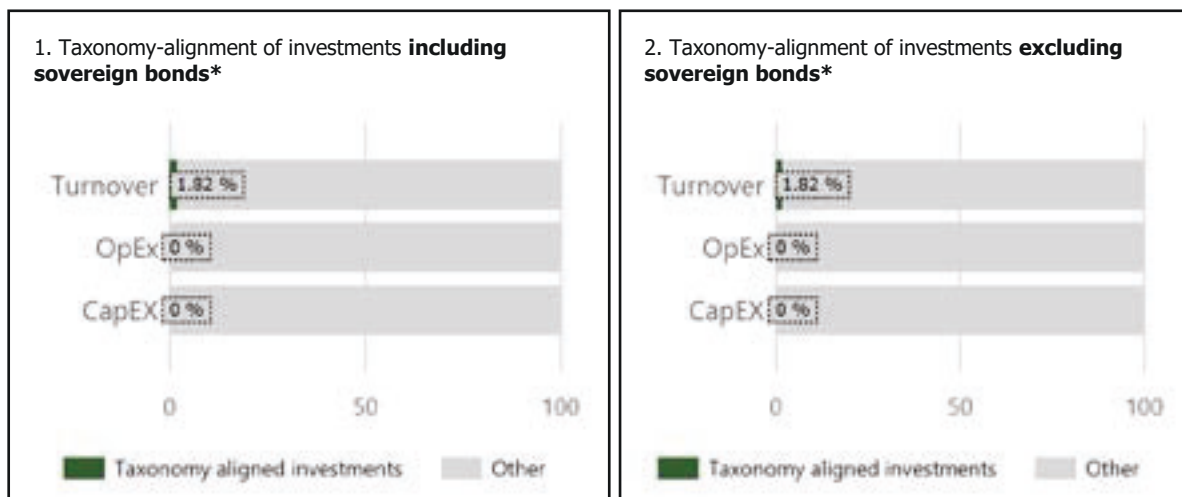 1. Taxonomy-alignment of investments including
sovereign bonds*
Turnover 1.82 %
OpEx 0 %
CapEX 0 %
0 50 100
Taxonomy aligned investments Other
2. Taxonomy-alignment of investments excluding
sovereign bonds*
Turnover 1.82 %
OpEx 0 %
CapEX 0 %
0 50 100
Taxonomy aligned investments Other